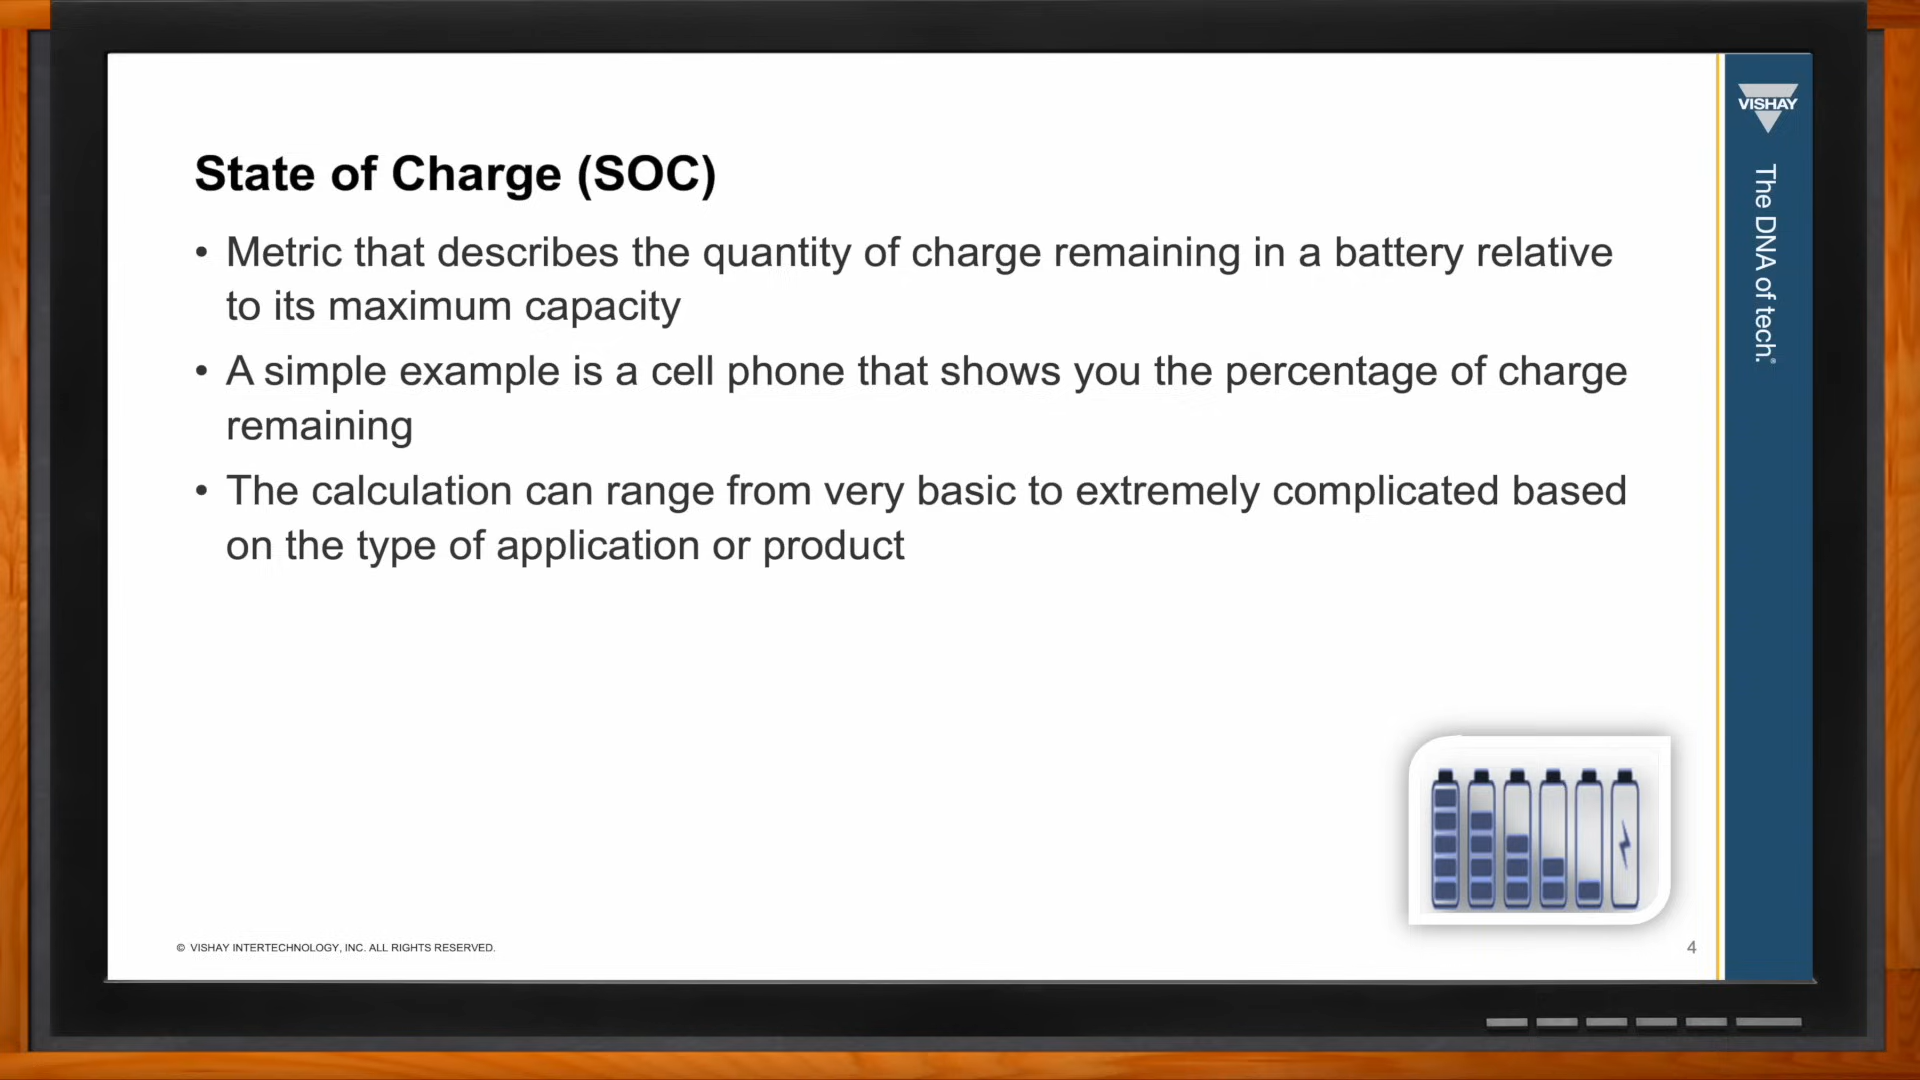 State of Charge (SOC)
• Metric that describes the quantity of charge remaining in a battery relative
to its maximum capacity
• A simple example is a cell phone that shows you the percentage of charge
remaining
• The calculation can range from very basic to extremely complicated based
on the type of application or product
© VISHAY INTERTECHNOLOGY, INC. ALL RIGHTS RESERVED.
4
VISHAY
The DNA of tech.®